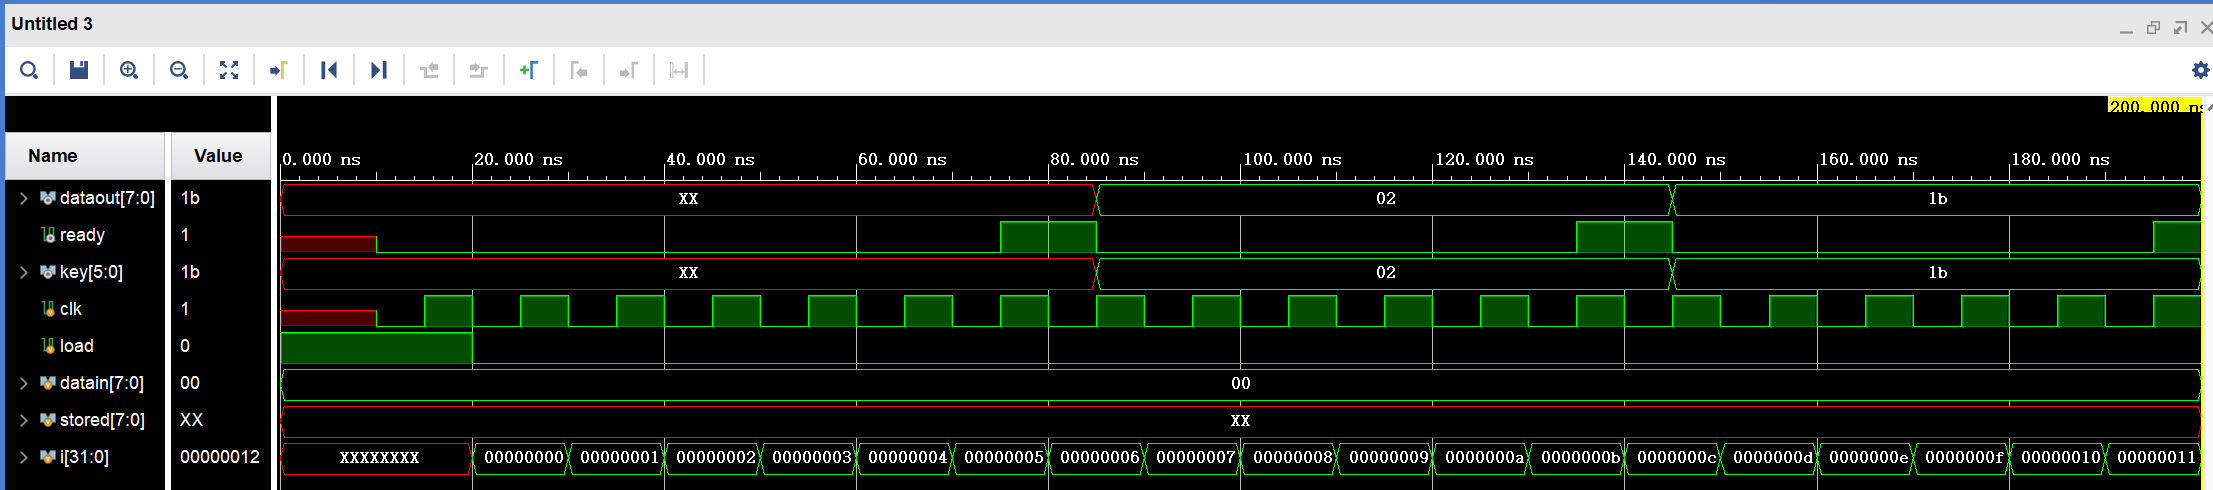 Untitled 3
200.000 ns
Name Value
0.000 ns 20.000 ns 40.000 ns 60.000 ns 80.000 ns 100.000 ns 120.000 ns 140.000 ns 160.000 ns 180.000 ns
dataout[7:0] 1b XX 02 1b
ready 1
key[5:0] 1b XX 02 1b
clk 1
load 0
datain[7:0] 00 00
stored[7:0] XX XX
i[31:0] 00000012 XXXXXXXX 00000000 00000001 00000002 00000003 00000004 00000005 00000006 00000007 00000008 00000009 0000000a 0000000b 0000000c 0000000d 0000000e 0000000f 00000010 00000011